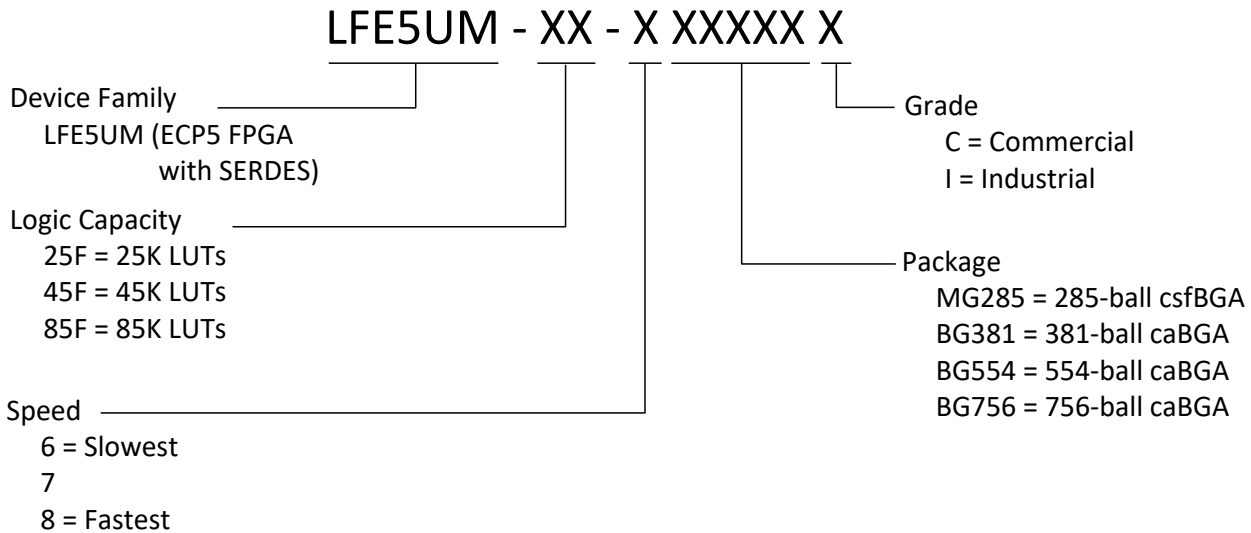 LFE5UM - XX - X XXXXX X
Device Family
LFE5UM (ECP5 FPGA
with SERDES)
Logic Capacity
25F = 25K LUTs
45F = 45K LUTs
85F = 85K LUTs
Speed
6 = Slowest
7
8 = Fastest
Grade
C = Commercial
I = Industrial
Package
MG285 = 285-ball csfBGA
BG381 = 381-ball caBGA
BG554 = 554-ball caBGA
BG756 = 756-ball caBGA